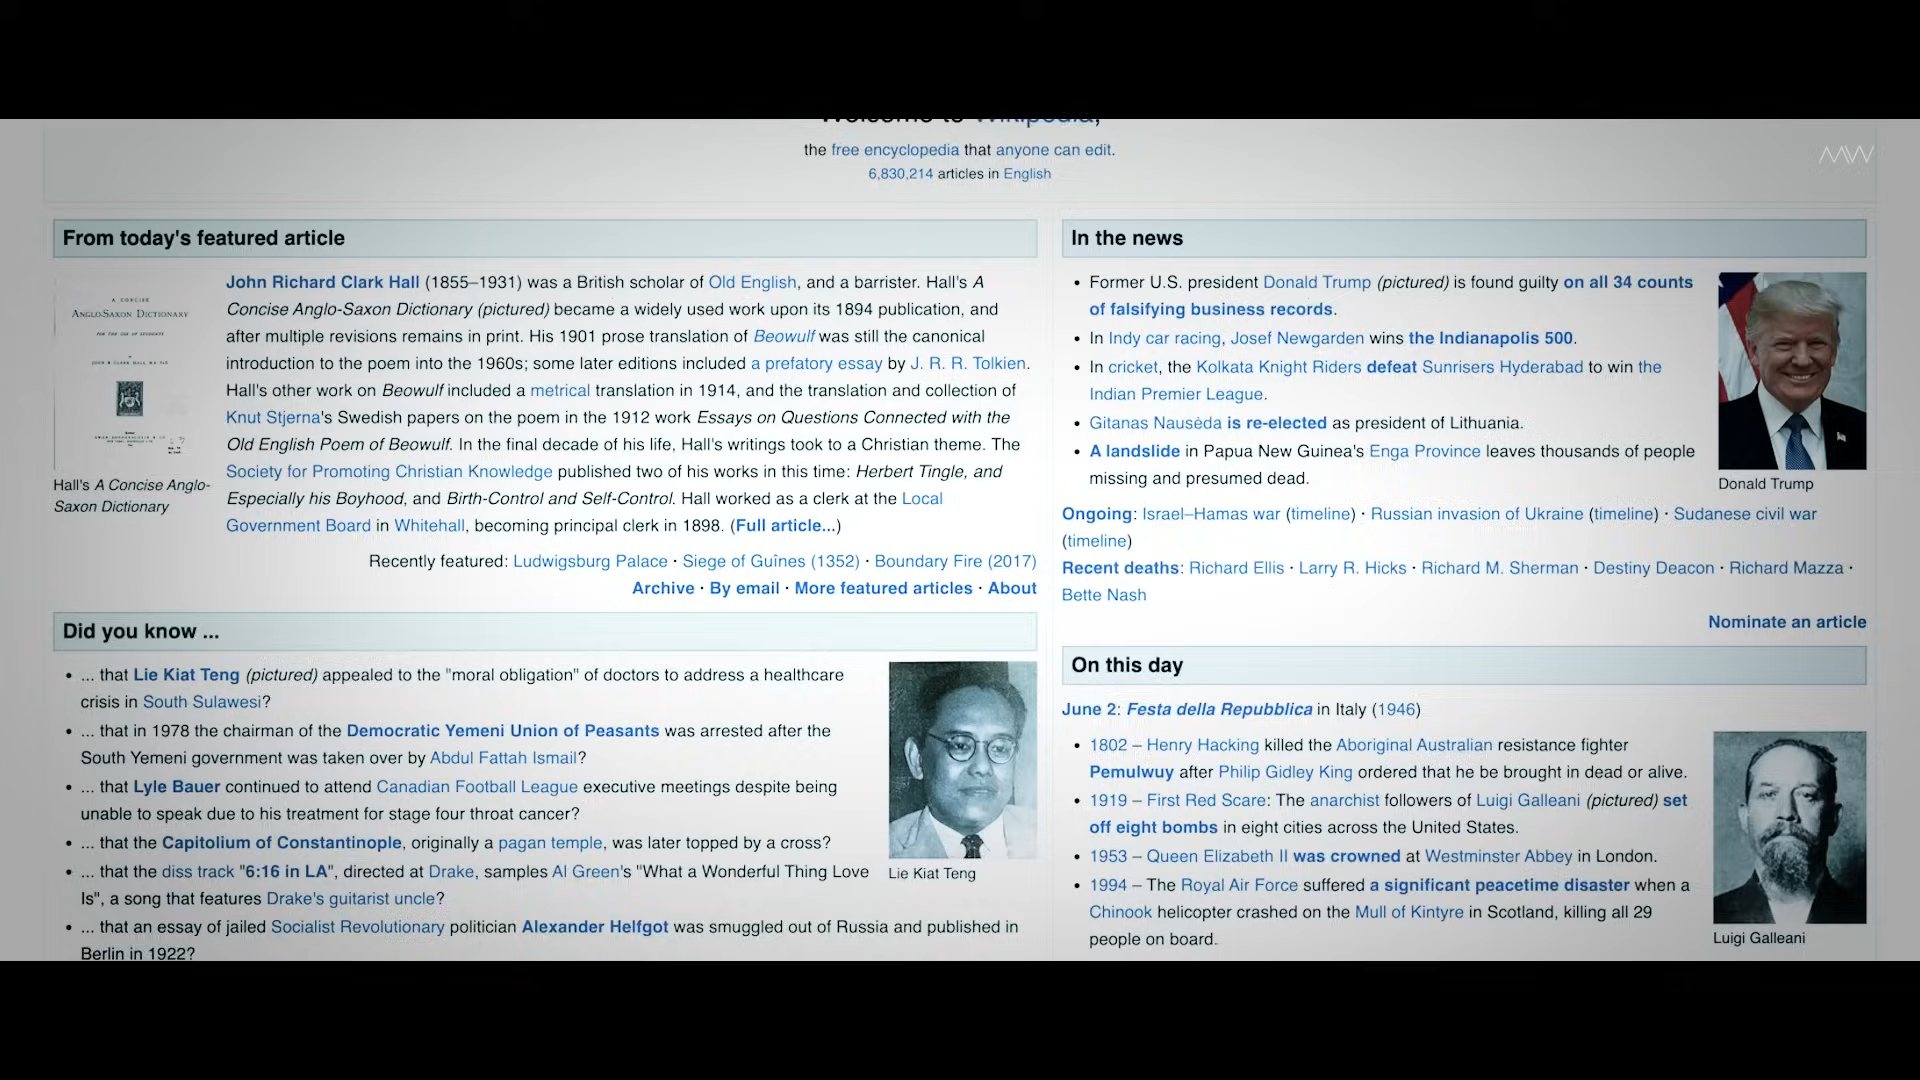 Welcome to Wikipedia,
the free encyclopedia that anyone can edit.
6,830,214 articles in English
MW
From today's featured article
A CONCISE
ANGLO-SAXON DICTIONARY
FOR THE USE OF STUDENTS
John Richard Clark Hall (1855–1931) was a British scholar of Old English, and a barrister. Hall's A
Concise Anglo-Saxon Dictionary (pictured) became a widely used work upon its 1894 publication, and
after multiple revisions remains in print. His 1901 prose translation of Beowulf was still the canonical
introduction to the poem into the 1960s; some later editions included a prefatory essay by J. R. R. Tolkien.
Hall's other work on Beowulf included a metrical translation in 1914, and the translation and collection of
Knut Stjerna's Swedish papers on the poem in the 1912 work Essays on Questions Connected with the
Old English Poem of Beowulf. In the final decade of his life, Hall's writings took to a Christian theme. The
Society for Promoting Christian Knowledge published two of his works in this time: Herbert Tingle, and
Especially his Boyhood, and Birth-Control and Self-Control. Hall worked as a clerk at the Local
Government Board in Whitehall, becoming principal clerk in 1898. (Full article...)
Hall's A Concise Anglo-
Saxon Dictionary
Recently featured: Ludwigsburg Palace · Siege of Guînes (1352) · Boundary Fire (2017)
Archive · By email · More featured articles · About
Did you know ...
• ... that Lie Kiat Teng (pictured) appealed to the "moral obligation" of doctors to address a healthcare
crisis in South Sulawesi?
• ... that in 1978 the chairman of the Democratic Yemeni Union of Peasants was arrested after the
South Yemeni government was taken over by Abdul Fattah Ismail?
• ... that Lyle Bauer continued to attend Canadian Football League executive meetings despite being
unable to speak due to his treatment for stage four throat cancer?
• ... that the Capitolium of Constantinople, originally a pagan temple, was later topped by a cross?
• ... that the diss track "6:16 in LA", directed at Drake, samples Al Green's "What a Wonderful Thing Love
Is", a song that features Drake's guitarist uncle?
• ... that an essay of jailed Socialist Revolutionary politician Alexander Helfgot was smuggled out of Russia and published in
Berlin in 1922?
Lie Kiat Teng
In the news
• Former U.S. president Donald Trump (pictured) is found guilty on all 34 counts
of falsifying business records.
• In Indy car racing, Josef Newgarden wins the Indianapolis 500.
• In cricket, the Kolkata Knight Riders defeat Sunrisers Hyderabad to win the
Indian Premier League.
• Gitanas Nausėda is re-elected as president of Lithuania.
• A landslide in Papua New Guinea's Enga Province leaves thousands of people
missing and presumed dead.
Donald Trump
Ongoing: Israel–Hamas war (timeline) · Russian invasion of Ukraine (timeline) · Sudanese civil war
(timeline)
Recent deaths: Richard Ellis · Larry R. Hicks · Richard M. Sherman · Destiny Deacon · Richard Mazza ·
Bette Nash
Nominate an article
On this day
June 2: Festa della Repubblica in Italy (1946)
• 1802 – Henry Hacking killed the Aboriginal Australian resistance fighter
Pemulwuy after Philip Gidley King ordered that he be brought in dead or alive.
• 1919 – First Red Scare: The anarchist followers of Luigi Galleani (pictured) set
off eight bombs in eight cities across the United States.
• 1953 – Queen Elizabeth II was crowned at Westminster Abbey in London.
• 1994 – The Royal Air Force suffered a significant peacetime disaster when a
Chinook helicopter crashed on the Mull of Kintyre in Scotland, killing all 29
people on board.
Luigi Galleani